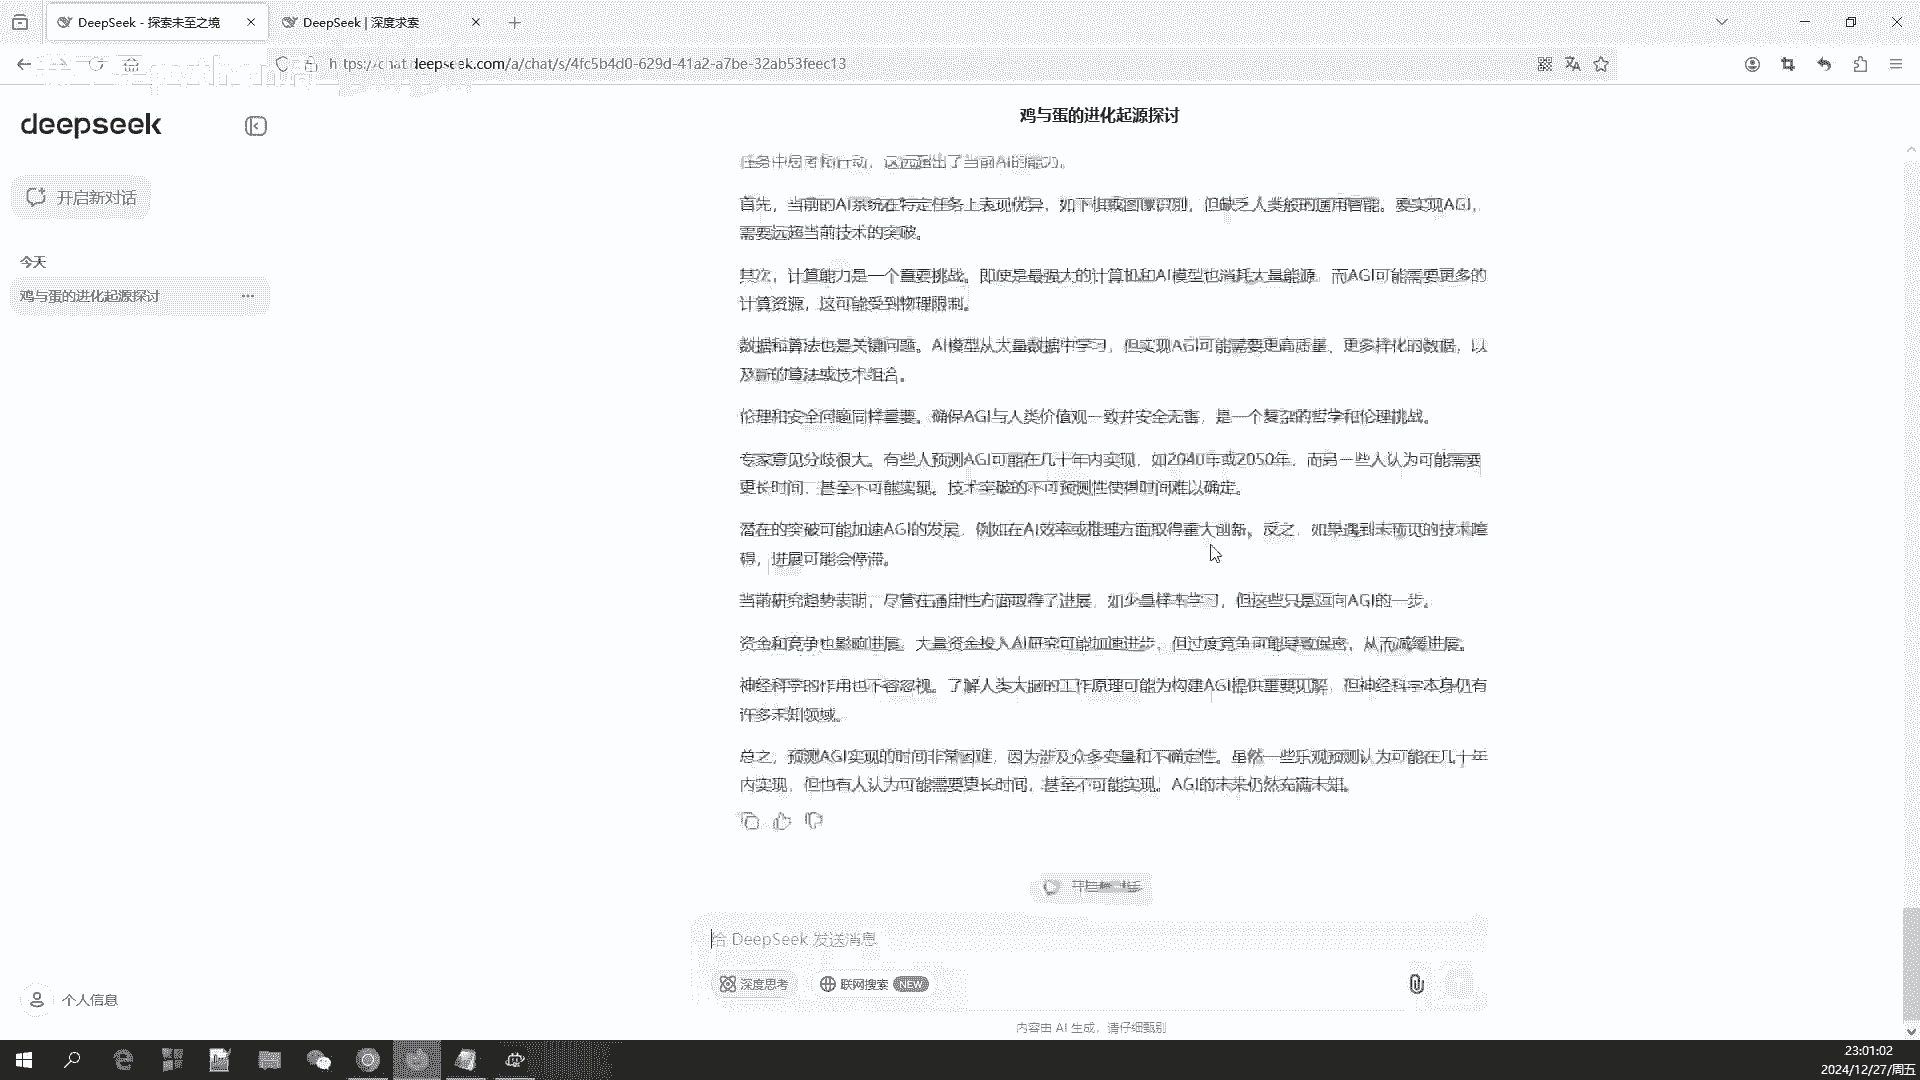 DeepSeek - 探索未至之境
DeepSeek | 深度求索
https://chat.deepseek.com/a/chat/s/4fc5b4d0-629d-41a2-a7be-32ab53feec13
deepseek
鸡与蛋的进化起源探讨
开启新对话
今天
鸡与蛋的进化起源探讨
任务中思考和行动，这远超出了当前AI的能力。
首先，当前的AI系统在特定任务上表现优异，如下棋或图像识别，但缺乏人类般的通用智能。要实现AGI，
需要远超当前技术的突破。
其次，计算能力是一个重要挑战。即使是最强大的计算机和AI模型也消耗大量能源，而AGI可能需要更多的
计算资源，这可能受到物理限制。
数据和算法也是关键问题。AI模型从大量数据中学习，但实现AGI可能需要更高质量、更多样化的数据，以
及新的算法或技术组合。
伦理和安全问题同样重要。确保AGI与人类价值观一致并安全无害，是一个复杂的哲学和伦理挑战。
专家意见分歧很大。有些人预测AGI可能在几十年内实现，如2040年或2050年，而另一些人认为可能需要
更长时间，甚至不可能实现。技术突破的不可预测性使得时间难以确定。
潜在的突破可能加速AGI的发展，例如在AI效率或推理方面取得重大创新。反之，如果遇到未预见的技术障
碍，进展可能会停滞。
当前研究趋势表明，尽管在通用性方面取得了进展，如少量样本学习，但这些只是迈向AGI的一步。
资金和竞争也影响进展。大量资金投入AI研究可能加速进步，但过度竞争可能导致保密，从而减缓进展。
神经科学的作用也不容忽视。了解人类大脑的工作原理可能为构建AGI提供重要见解，但神经科学本身仍有
许多未知领域。
总之，预测AGI实现的时间非常困难，因为涉及众多变量和不确定性。虽然一些乐观预测认为可能在几十年
内实现，但也有人认为可能需要更长时间，甚至不可能实现。AGI的未来仍然充满未知。
给 DeepSeek 发送消息
深度思考
联网搜索 NEW
个人信息
内容由 AI 生成，请仔细甄别
23:01:02
2024/12/27/周五